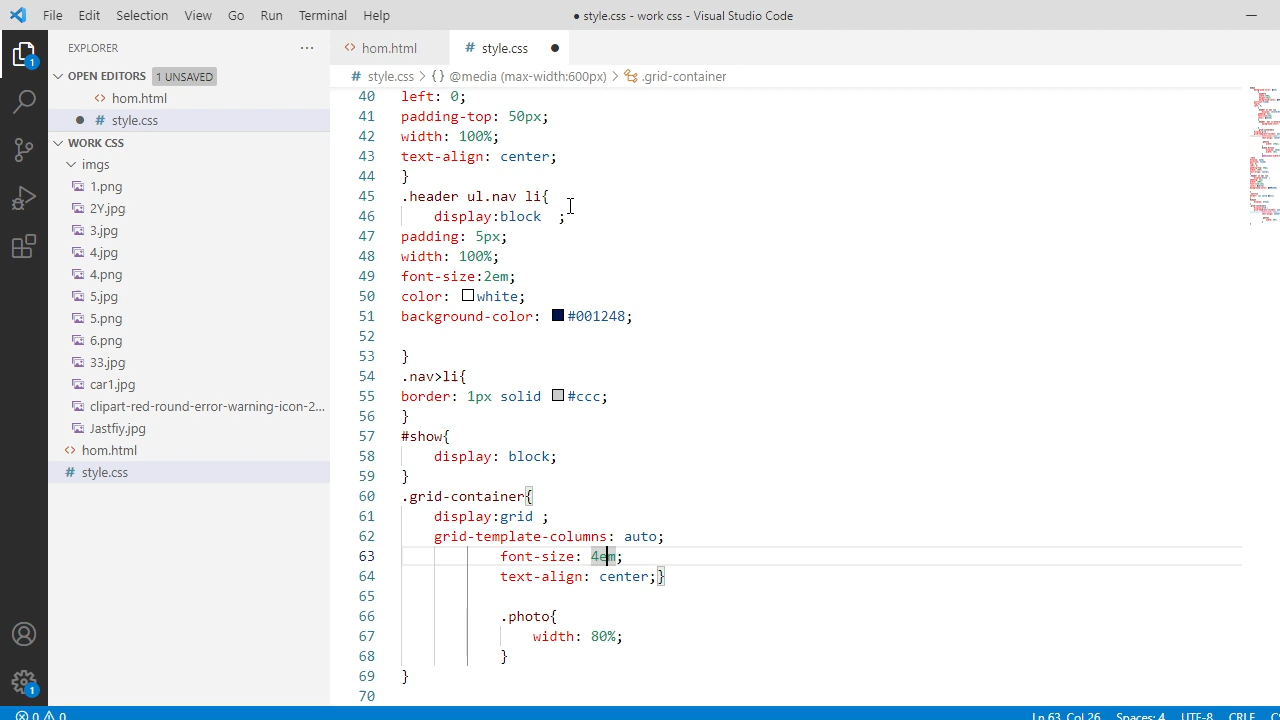 File Edit Selection View Go Run Terminal Help ● style.css - work css - Visual Studio Code
EXPLORER ···
hom.html # style.css ●
# style.css > {} @media (max-width:600px) > .grid-container
OPEN EDITORS 1 UNSAVED
hom.html
● # style.css
WORK CSS
imgs
1.png
2Y.jpg
3.jpg
4.jpg
4.png
5.jpg
5.png
6.png
33.jpg
car1.jpg
clipart-red-round-error-warning-icon-2...
Jastfiy.jpg
hom.html
# style.css
1
1
40 left: 0;
41 padding-top: 50px;
42 width: 100%;
43 text-align: center;
44 }
45 .header ul.nav li{
46 display:block  ;
47 padding: 5px;
48 width: 100%;
49 font-size:2em;
50 color: white;
51 background-color: #001248;
52
53 }
54 .nav>li{
55 border: 1px solid #ccc;
56 }
57 #show{
58 display: block;
59 }
60 .grid-container{
61 display:grid ;
62 grid-template-columns: auto;
63 font-size: 4em;
64 text-align: center;}
65
66 .photo{
67 width: 80%;
68 }
69 }
70
0 0 Ln 63, Col 26 Spaces: 4 UTF-8 CRLF